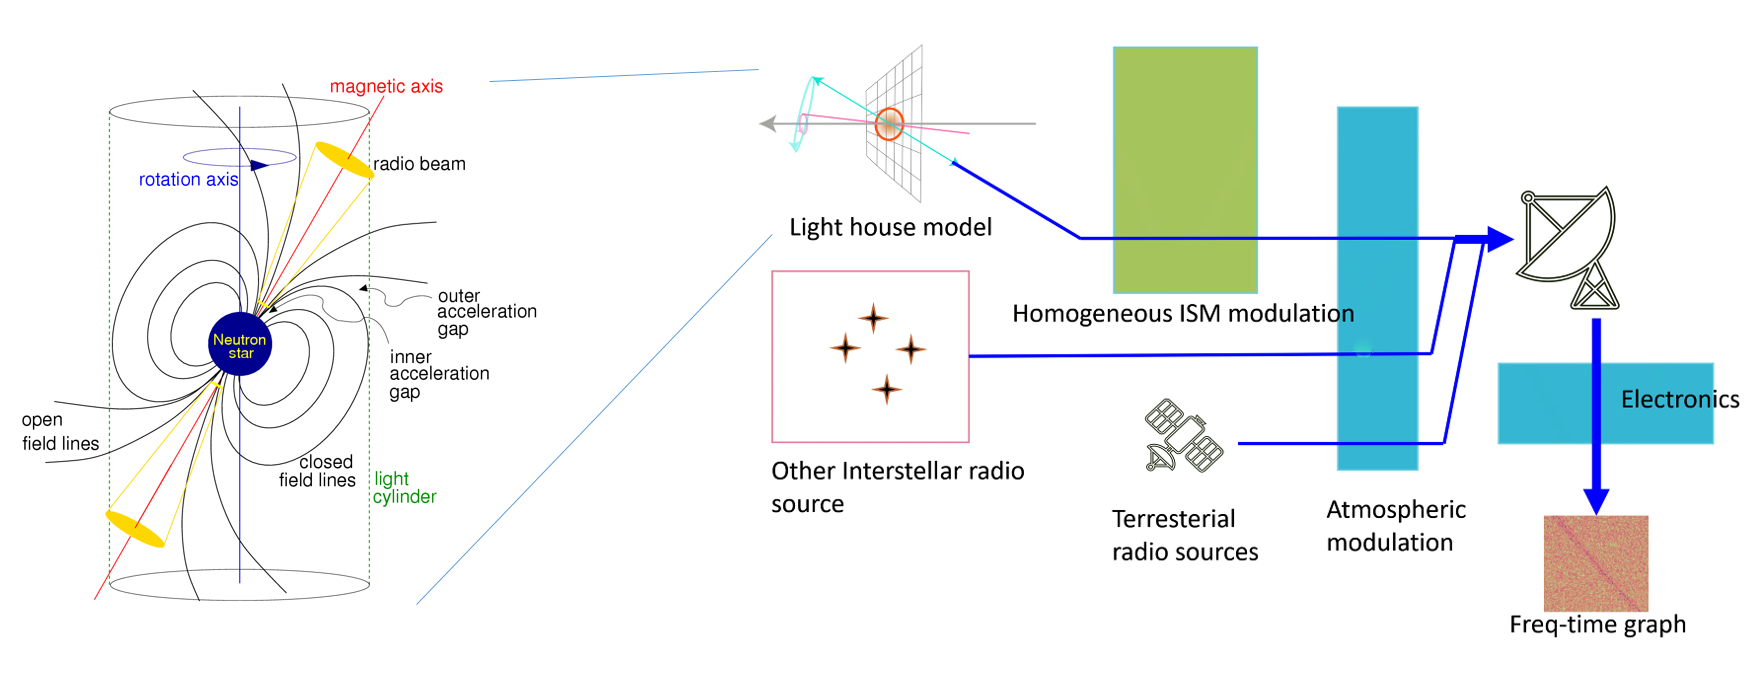 magnetic axis
radio beam
rotation axis
outer
acceleration
gap
Neutron
star
inner
acceleration
gap
open
field lines
closed
field lines
light
cylinder
Light house model
Homogeneous ISM modulation
Other Interstellar radio
source
Terresterial
radio sources
Atmospheric
modulation
Electronics
Freq-time graph